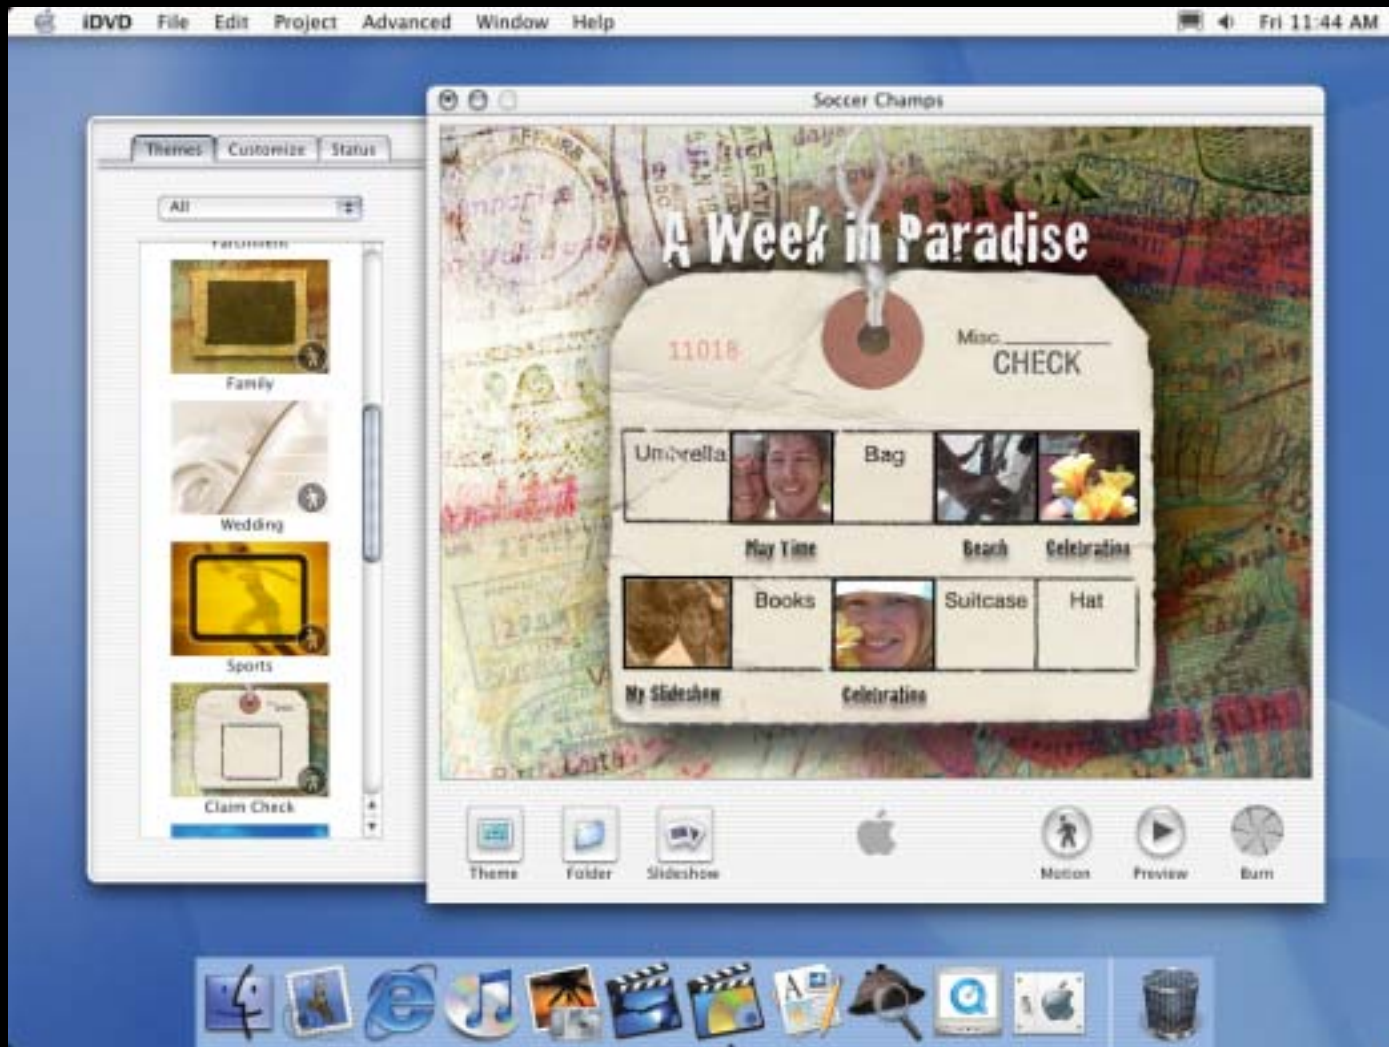 iDVD File Edit Project Advanced Window Help Fri 11:44 AM
Soccer Champs
Themes Customize Status
All
Parchment
Family
Wedding
Sports
Claim Check
A Week in Paradise
11018
Misc.
CHECK
Umbrella Bag
Play Time Beach Celebration
Books Suitcase Hat
My Slideshow Celebration
Theme Folder Slideshow Motion Preview Burn